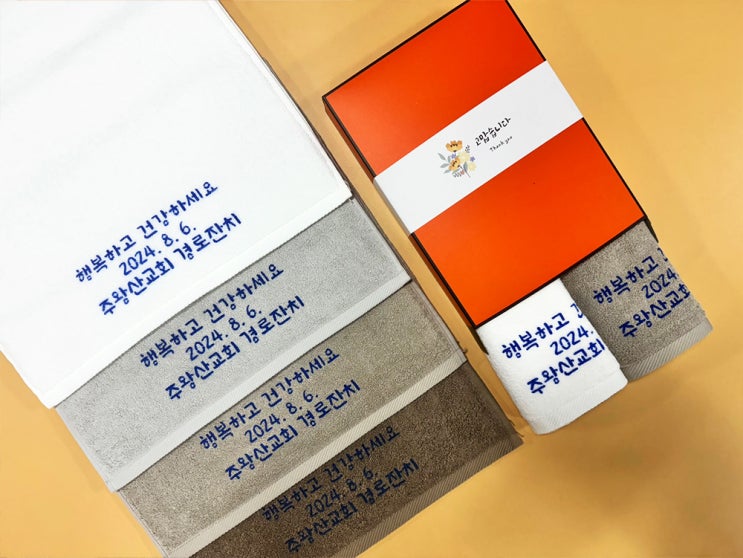 행복하고 건강하세요
2024. 8. 6.
주왕산교회 경로잔치
행복하고 건강하세요
2024. 8. 6.
주왕산교회 경로잔치
행복하고 건강하세요
2024. 8. 6.
주왕산교회 경로잔치
행복하고 건강하세요
2024. 8. 6.
주왕산교회 경로잔치
고맙습니다
Thank you
행복하고
2024.
주왕산교회
행복하고 건
2024.
주왕산교회